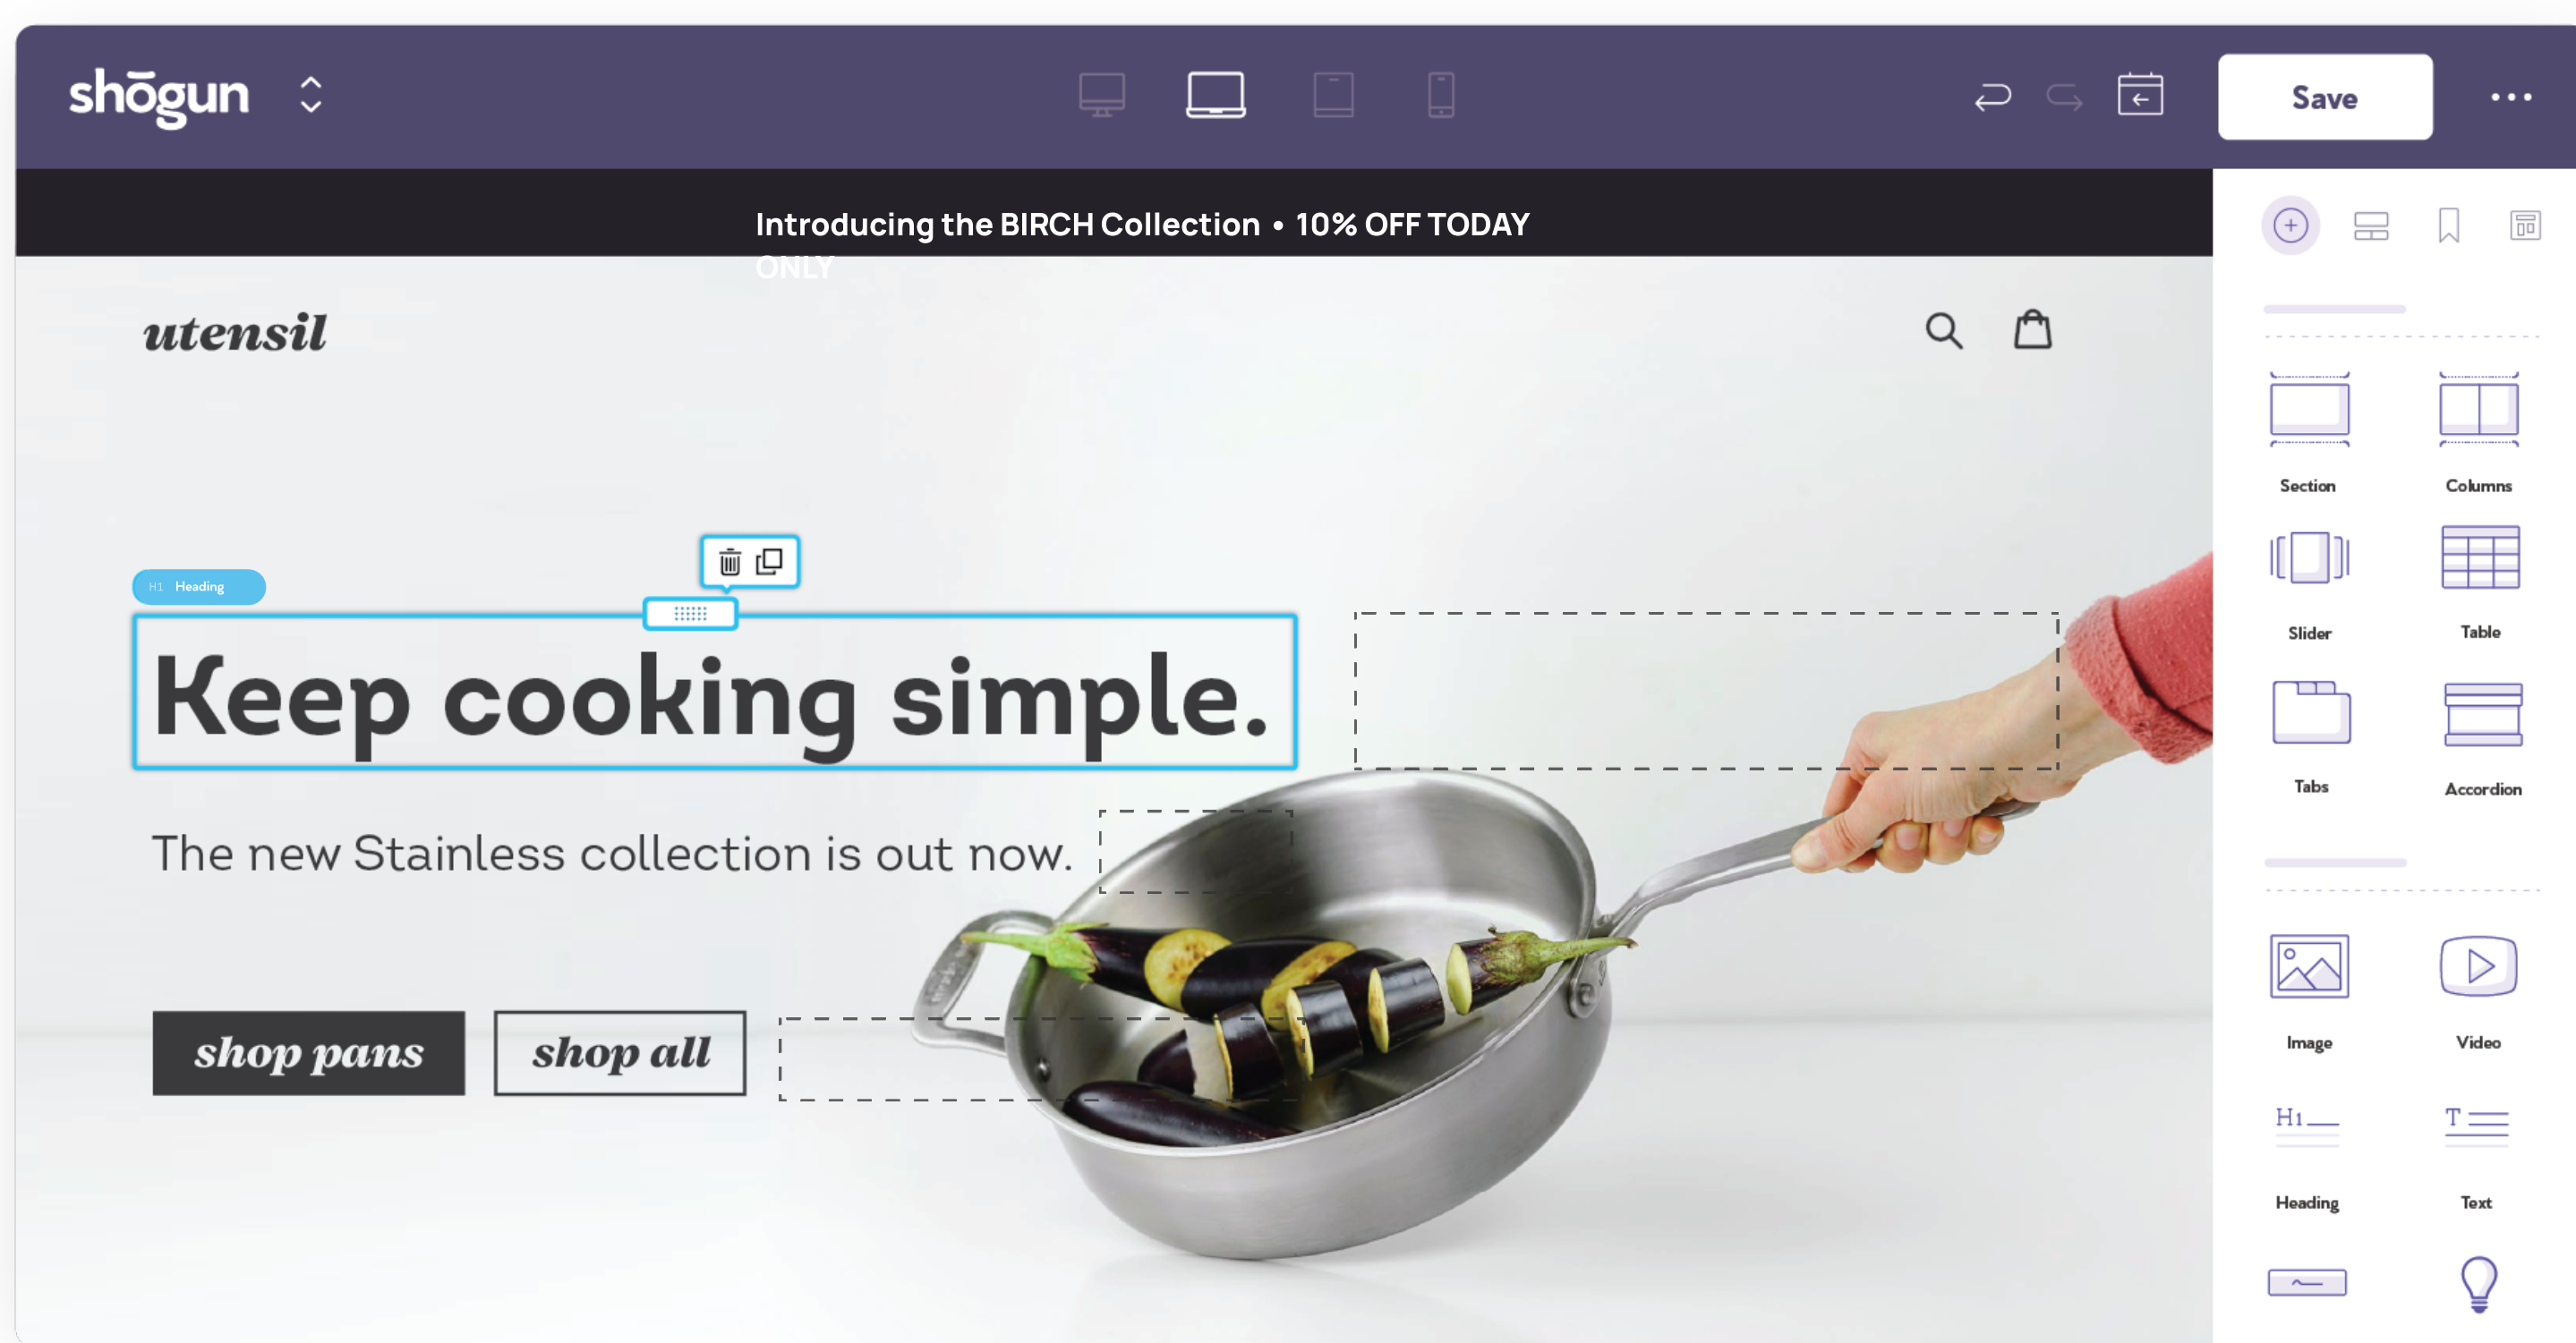 shōgun
Save
Introducing the BIRCH Collection • 10% OFF TODAY
ONLY
utensil
H1 Heading
Keep cooking simple.
The new Stainless collection is out now.
shop pans
shop all
Section
Columns
Slider
Table
Tabs
Accordion
Image
Video
H1
T
Heading
Text